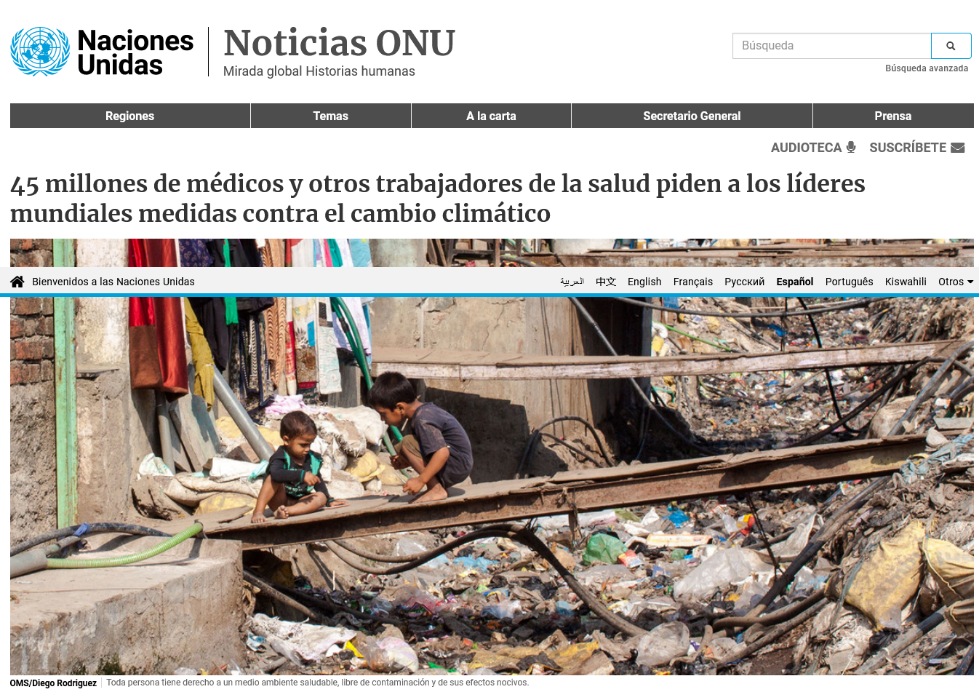 Naciones
Unidas
Noticias ONU
Mirada global Historias humanas
Búsqueda
Búsqueda avanzada
Regiones Temas A la carta Secretario General Prensa
AUDIOTECA SUSCRÍBETE
45 millones de médicos y otros trabajadores de la salud piden a los líderes
mundiales medidas contra el cambio climático
Bienvenidos a las Naciones Unidas العربية 中文 English Français Русский Español Português Kiswahili Otros
OMS/Diego Rodriguez Toda persona tiene derecho a un medio ambiente saludable, libre de contaminación y de sus efectos nocivos.